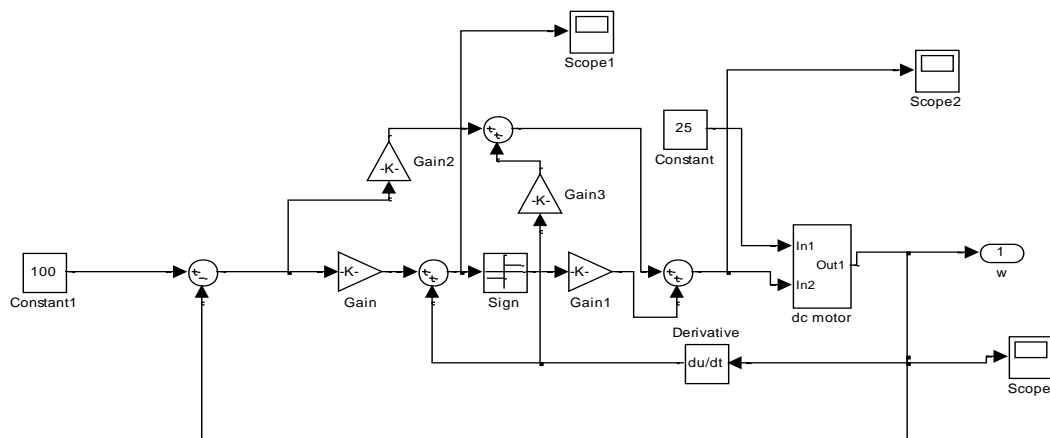 Scope1
Scope2
25
Constant
-K-
Gain2
-K-
Gain3
100
Constant1
-K-
Gain
Sign
-K-
Gain1
In1
In2
Out1
dc motor
1
w
Derivative
du/dt
Scope